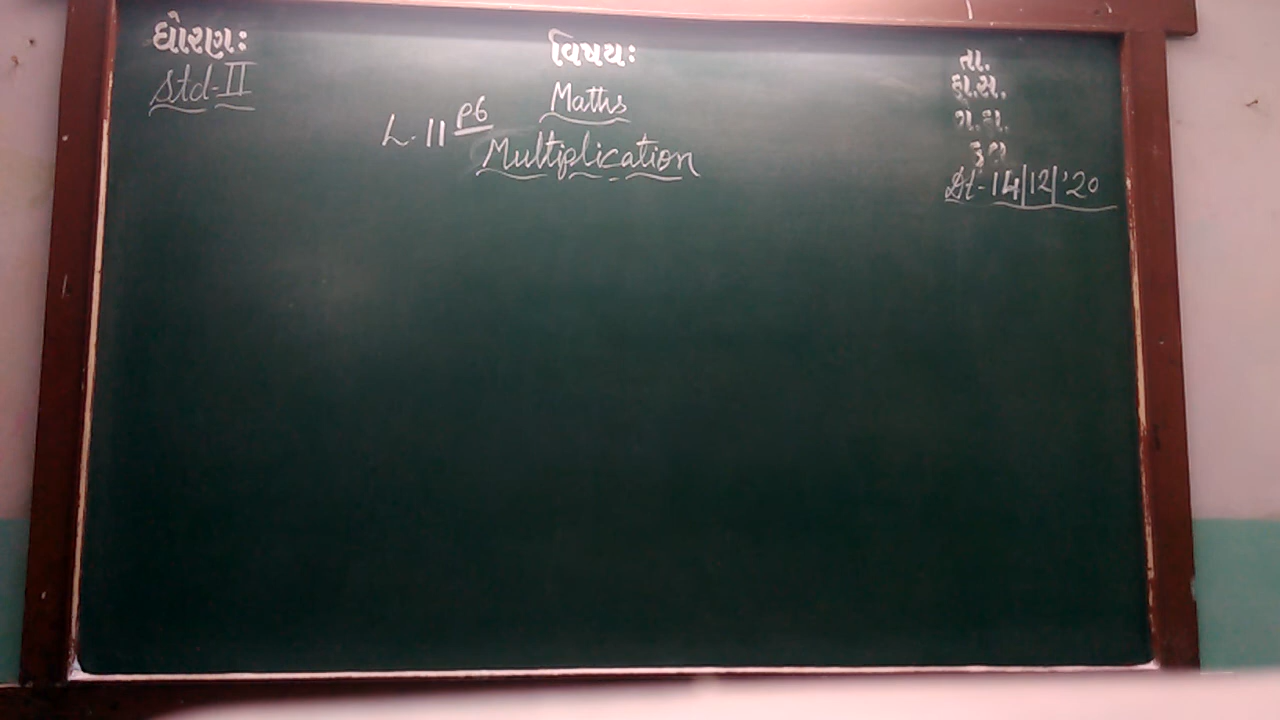 ધોરણઃ
Std-II
વિષયઃ
Maths
L.11 P6
Multiplication
તા.
હા.સં.
ગે.હા.
કુલ
Dt-14/12/'20